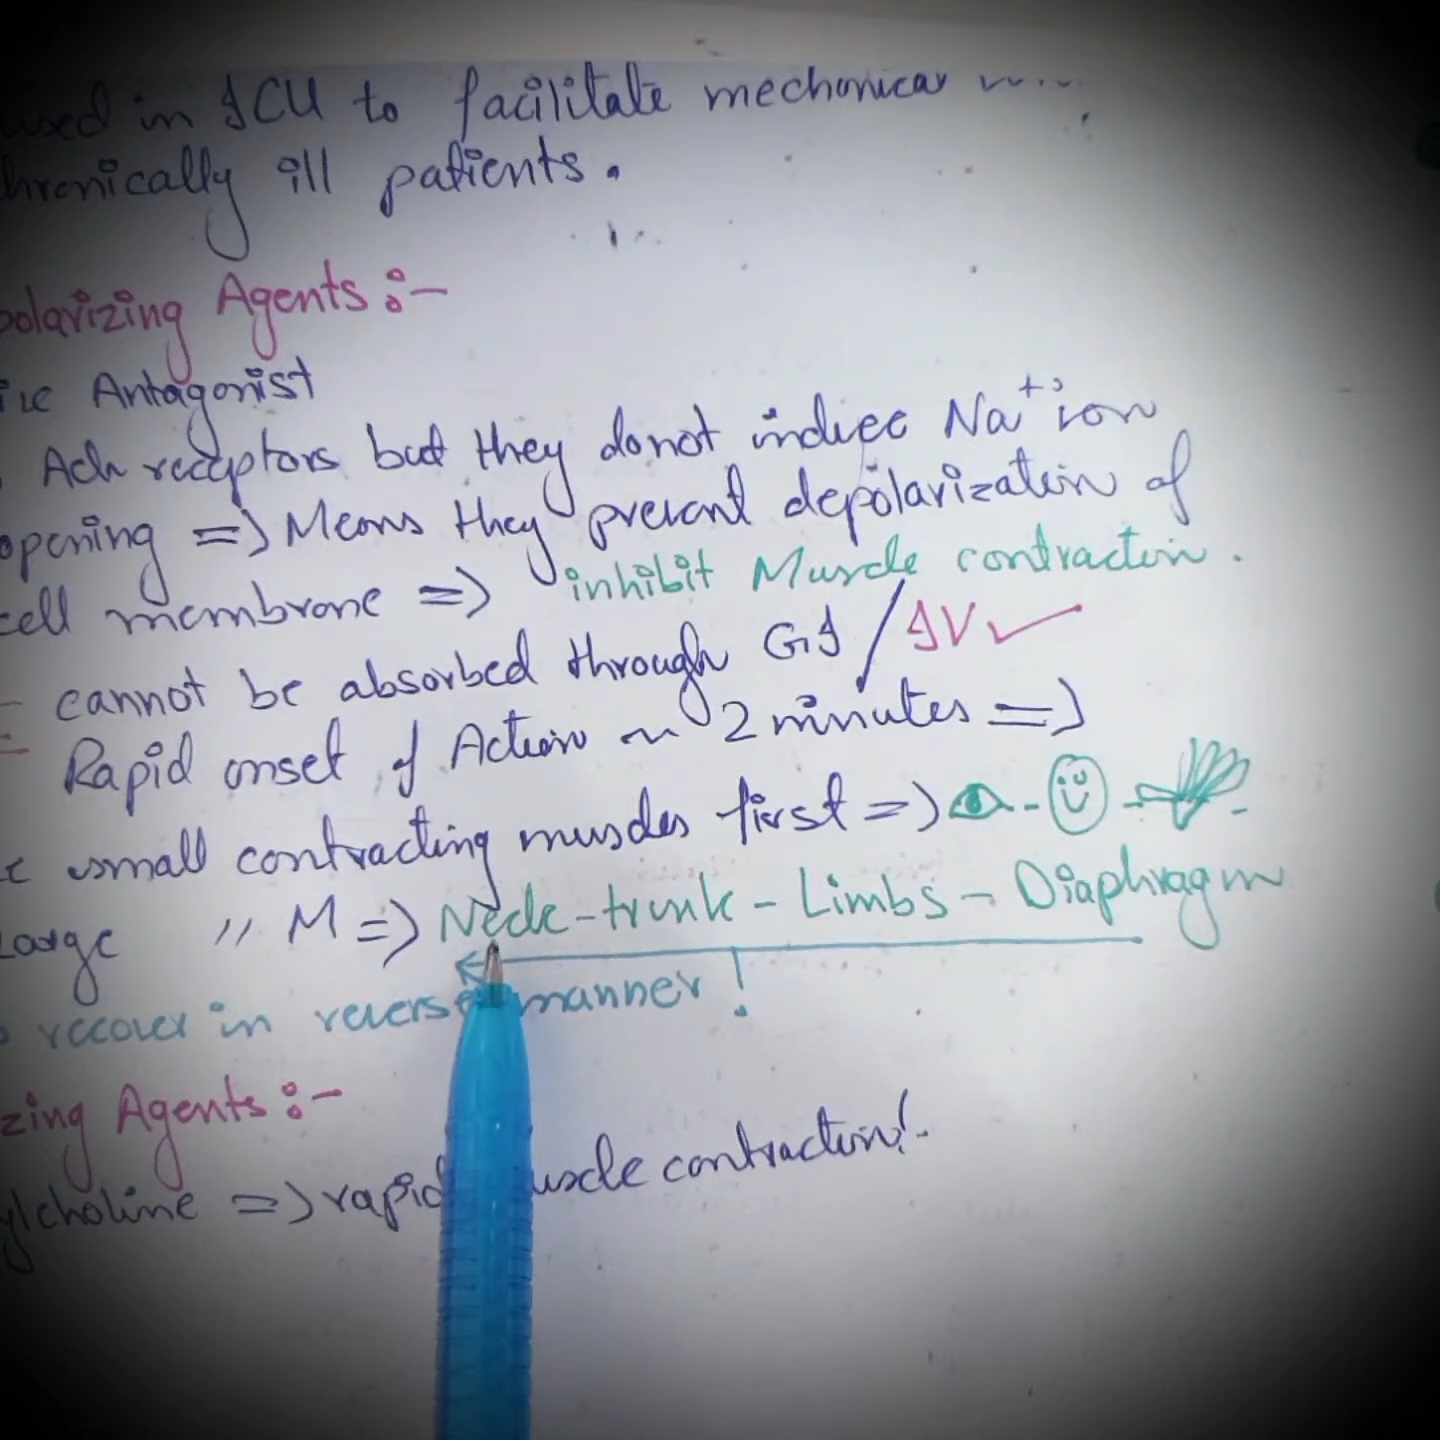 used in ICU to facilitate mechanical
hronically ill patients.
polarizing Agents :-
Antagonist
Ach receptors but they donot induce Na+ ion
opening => Means they prevent depolarization of
cell membrane => inhibit Muscle contraction.
cannot be absorbed through GI / IV ✓
Rapid onset of Action ~ 2 minutes =>
small contracting muscles first =>
Large " M => Neck - trunk - Limbs - Diaphragm
recover in reverse manner !
zing Agents :-
ylcholine => rapid uscle contraction!